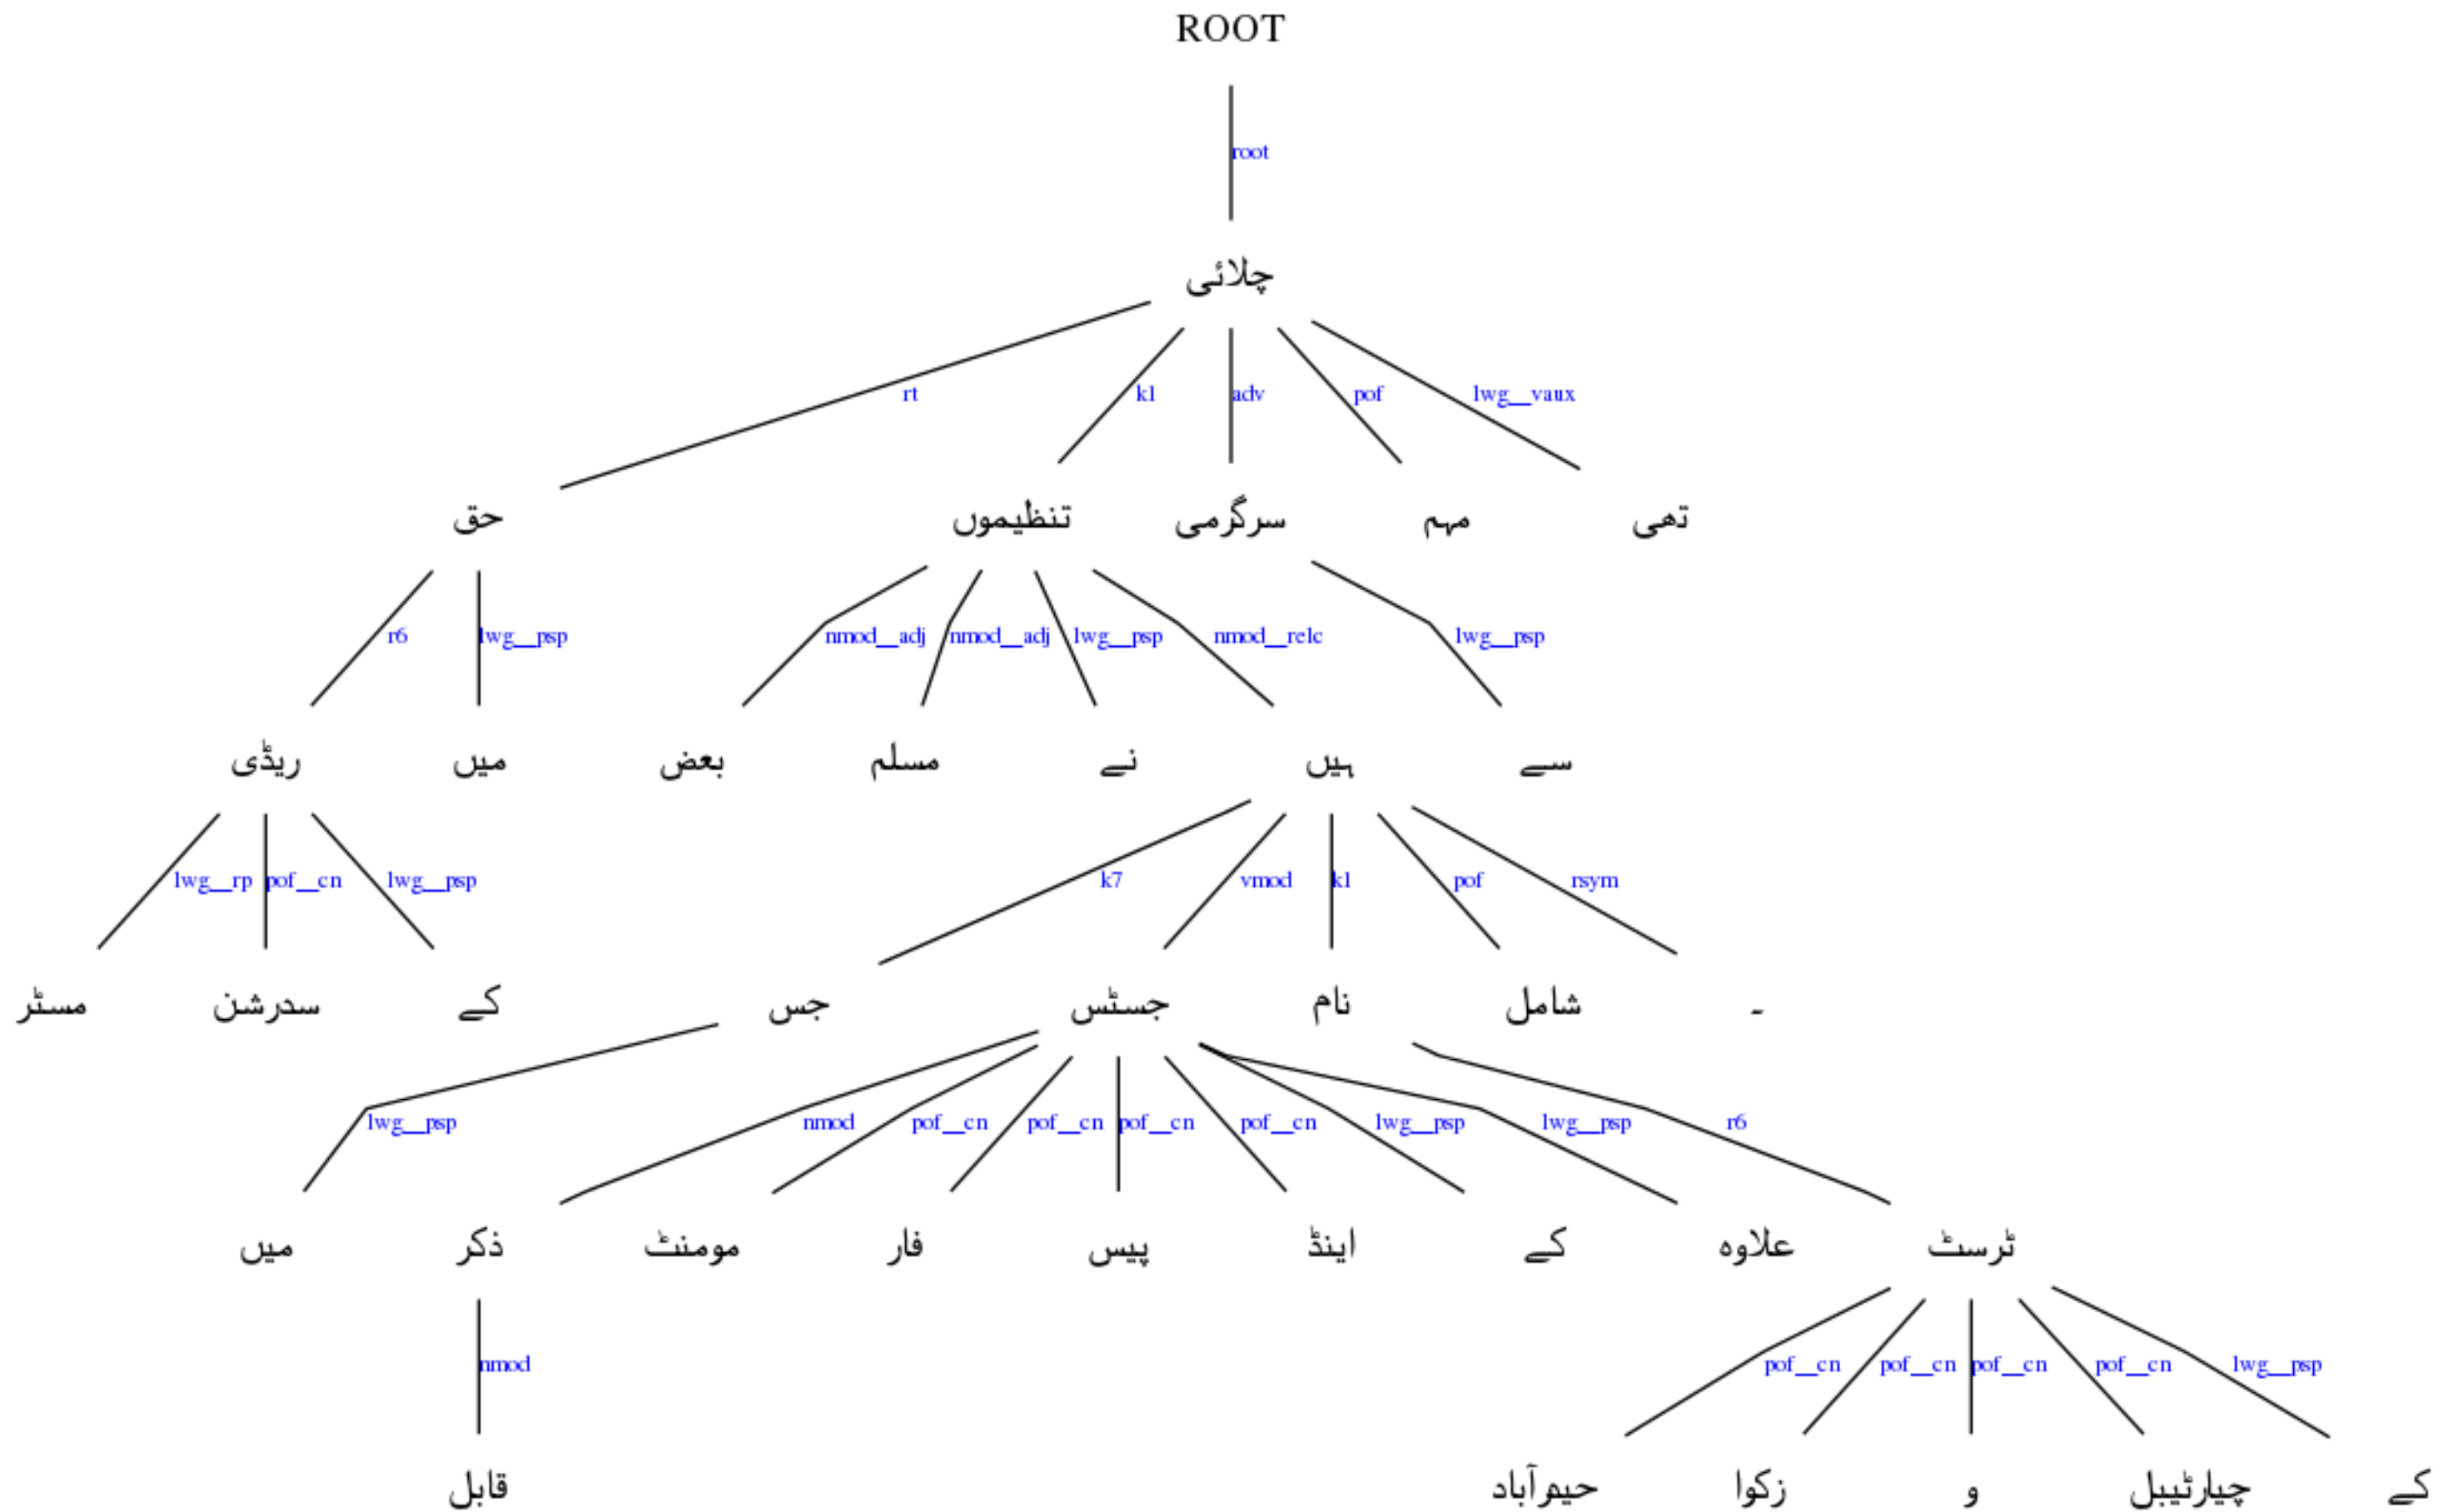 ROOT
root
چلائی
rt k1 adv pof lwg__vaux
حق تنظیموں سرگرمی مہم تھی
r6 lwg__psp nmod__adj nmod__adj lwg__psp nmod__relc lwg__psp
ریڈی میں بعض مسلم نے ہیں سے
lwg__rp pof__cn lwg__psp k7 vmod k1 pof rsym
مسٹر سدرشن کے جس جسٹس نام شامل ۔
lwg__psp nmod pof__cn pof__cn pof__cn pof__cn lwg__psp lwg__psp r6
میں ذکر مومنٹ فار پیس اینڈ کے علاوہ ٹرسٹ
nmod pof__cn pof__cn pof__cn pof__cn lwg__psp
قابل زکوا و چیارٹیبل کے